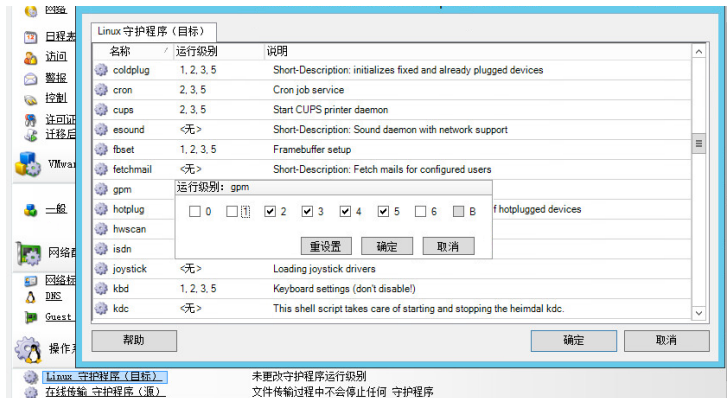 网络
日程表
访问
警报
控制
许可证
迁移后
VMwar
一般
网络配
网络标
DNS
Guest
操作系
Linux 守护程序（目标）
名称 / 运行级别 说明
coldplug 1, 2, 3, 5 Short-Description: initializes fixed and already plugged devices
cron 2, 3, 5 Cron job service
cups 2, 3, 5 Start CUPS printer daemon
esound <无> Short-Description: Sound daemon with network support
fbset 1, 2, 3, 5 Framebuffer setup
fetchmail <无> Short-Description: Fetch mails for configured users
gpm
hotplug f hotplugged devices
hwscan
isdn
joystick <无> Loading joystick drivers
kbd 1, 2, 3, 5 Keyboard settings (don't disable!)
kdc <无> This shell script takes care of starting and stopping the heimdal kdc.
运行级别: gpm
0 1 2 3 4 5 6 B
重设置 确定 取消
帮助 确定 取消
Linux 守护程序（目标） 未更改守护程序运行级别
在线传输 守护程序（源） 文件传输过程中不会停止任何 守护程序